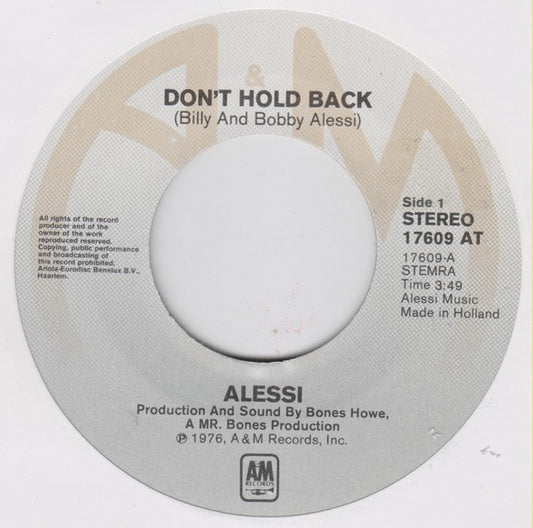 A&M
DON'T HOLD BACK
(Billy And Bobby Alessi)
All rights of the record
producer and of the
owner of the work
reproduced reserved.
Copying, public performance
and broadcasting of
this record prohibited.
Ariola-Eurodisc Benelux B.V.,
Haarlem.
Side 1
STEREO
17609 AT
17609-A
STEMRA
Time 3:49
Alessi Music
Made in Holland
ALESSI
Production And Sound By Bones Howe,
A MR. Bones Production
℗ 1976, A&M Records, Inc.
AM
RECORDS